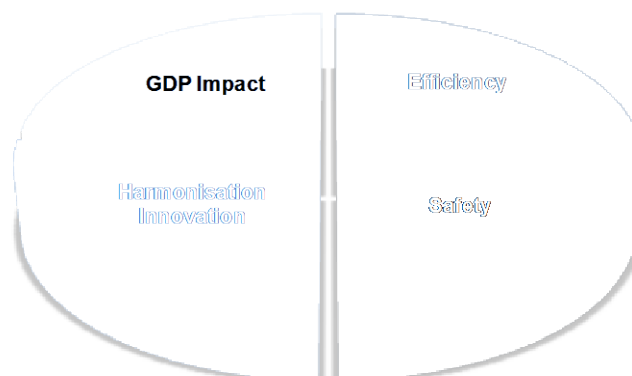 GDP Impact
Efficiency
Harmonisation
Innovation
Safety